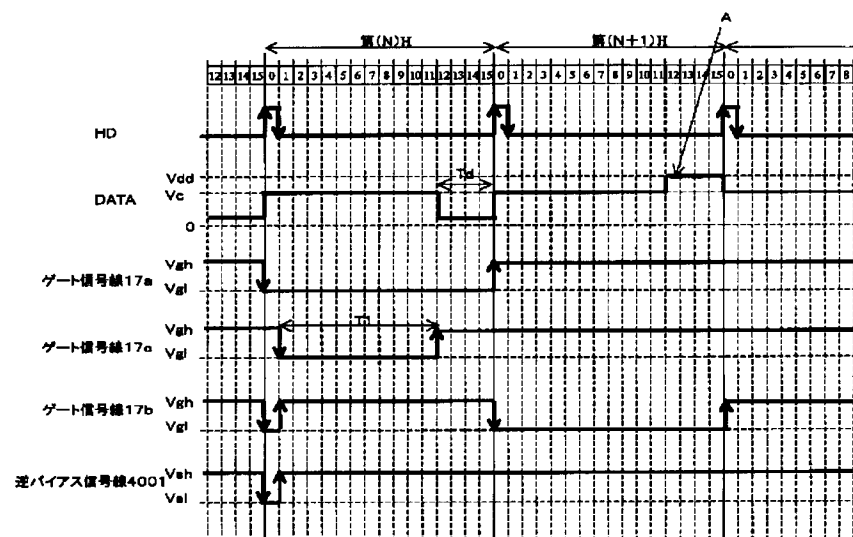 A
第(N)H
第(N+1)H
12 13 14 15 0 1 2 3 4 5 6 7 8 9 10 11 12 13 14 15 0 1 2 3 4 5 6 7 8 9 10 11 12 13 14 15 0 1 2 3 4 5 6 7 8
HD
Vdd
Td
DATA
Vc
0
Vgh
ゲート信号線17a
Vgl
Vgh
ゲート信号線17c
Vgl
Vgh
ゲート信号線17b
Vgl
逆バイアス信号線4001
Vsh
Vsl